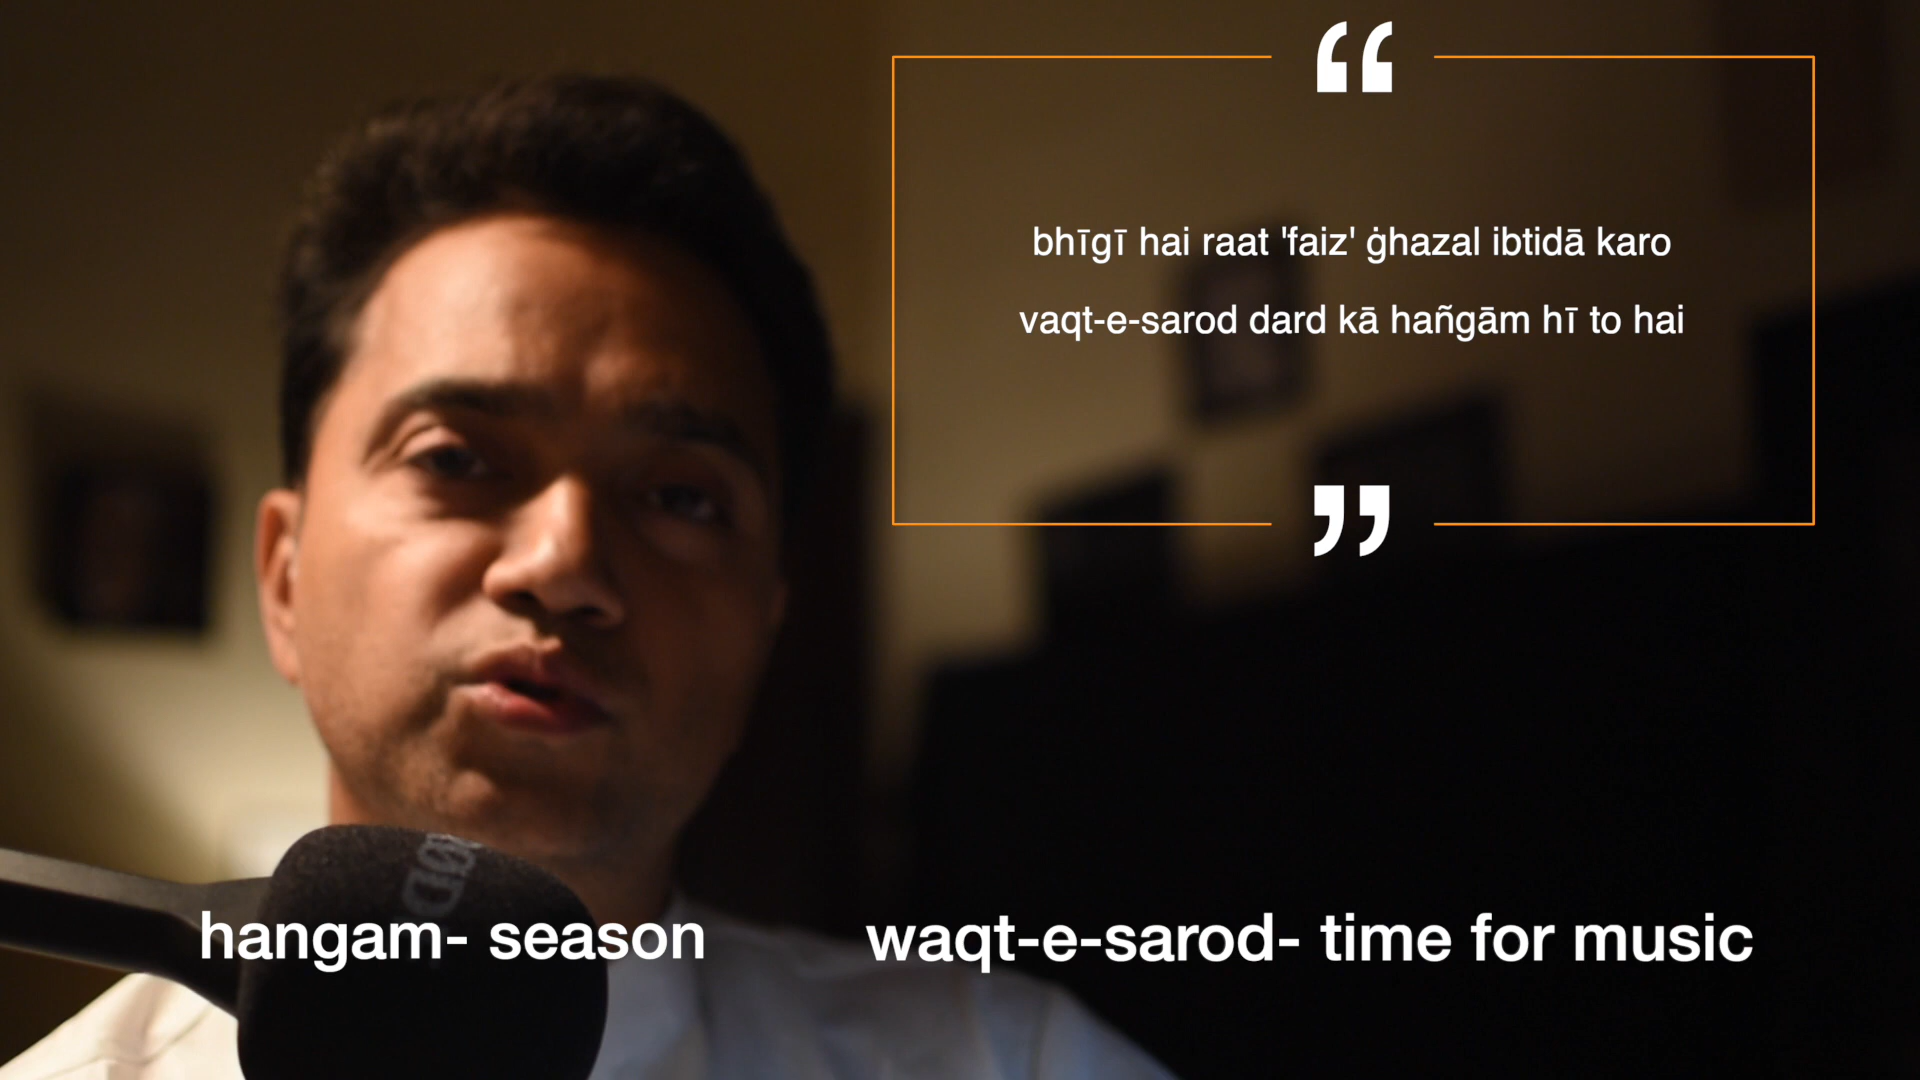 bhīgī hai raat 'faiz' ġhazal ibtidā karo
vaqt-e-sarod dard kā hañgām hī to hai
RØD
hangam- season
waqt-e-sarod- time for music